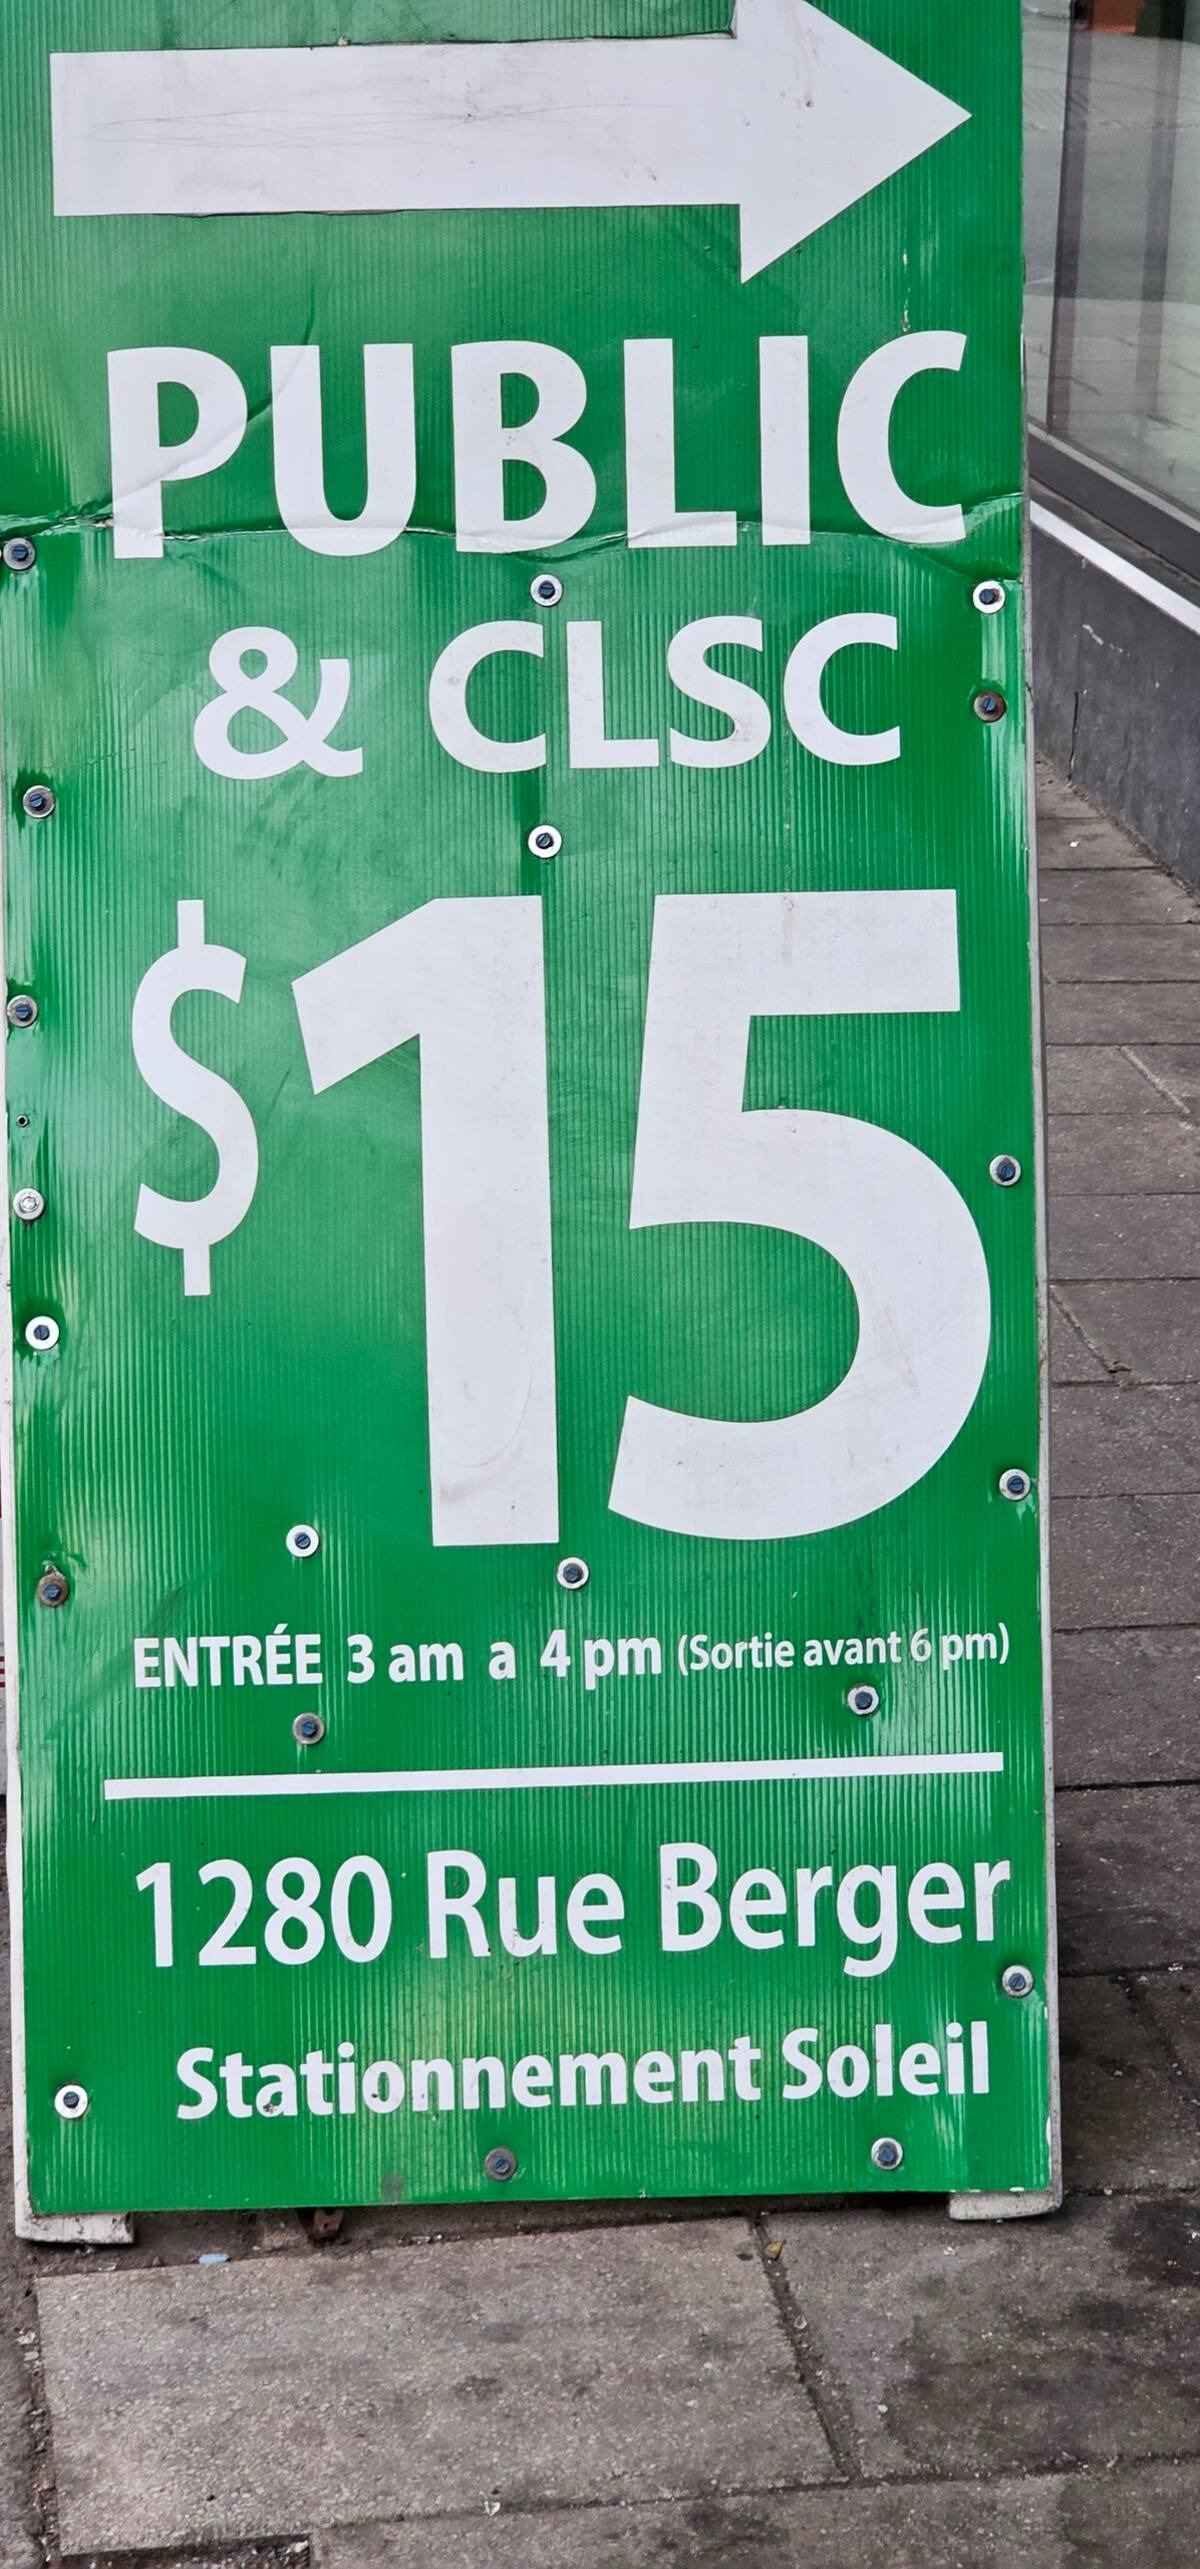 PUBLIC
& CLSC
$15
ENTRÉE 3 am a 4 pm (Sortie avant 6 pm)
1280 Rue Berger
Stationnement Soleil